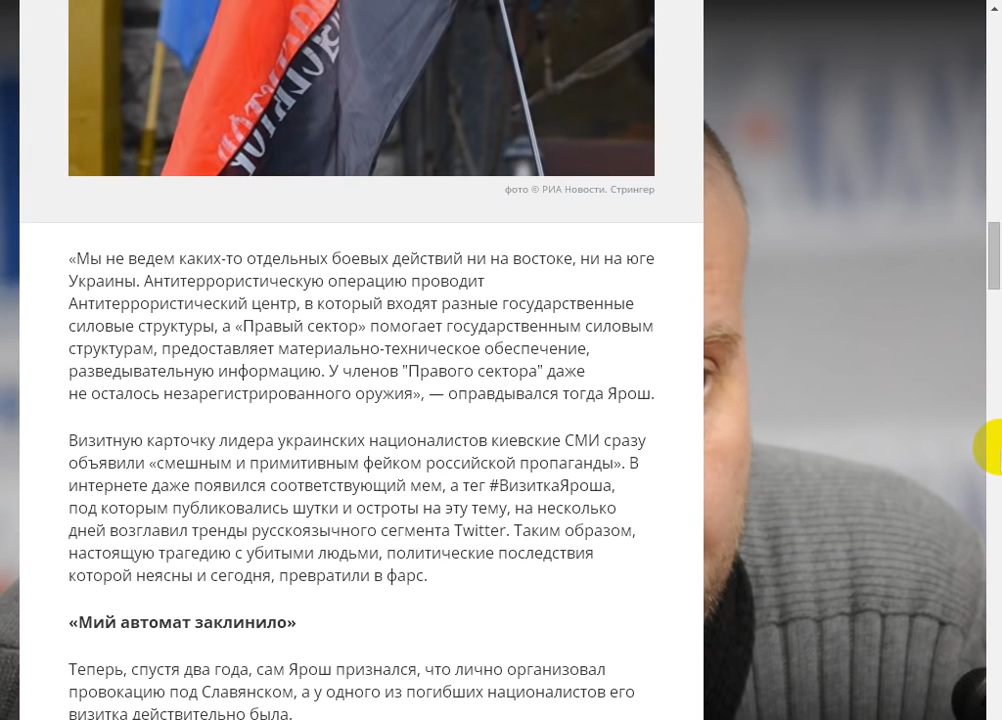 фото © РИА Новости. Стрингер
«Мы не ведем каких-то отдельных боевых действий ни на востоке, ни на юге
Украины. Антитеррористическую операцию проводит
Антитеррористический центр, в который входят разные государственные
силовые структуры, а «Правый сектор» помогает государственным силовым
структурам, предоставляет материально-техническое обеспечение,
разведывательную информацию. У членов "Правого сектора" даже
не осталось незарегистрированного оружия», — оправдывался тогда Ярош.
Визитную карточку лидера украинских националистов киевские СМИ сразу
объявили «смешным и примитивным фейком российской пропаганды». В
интернете даже появился соответствующий мем, а тег #ВизиткаЯроша,
под которым публиковались шутки и остроты на эту тему, на несколько
дней возглавил тренды русскоязычного сегмента Twitter. Таким образом,
настоящую трагедию с убитыми людьми, политические последствия
которой неясны и сегодня, превратили в фарс.
«Мий автомат заклинило»
Теперь, спустя два года, сам Ярош признался, что лично организовал
провокацию под Славянском, а у одного из погибших националистов его
визитка действительно была.